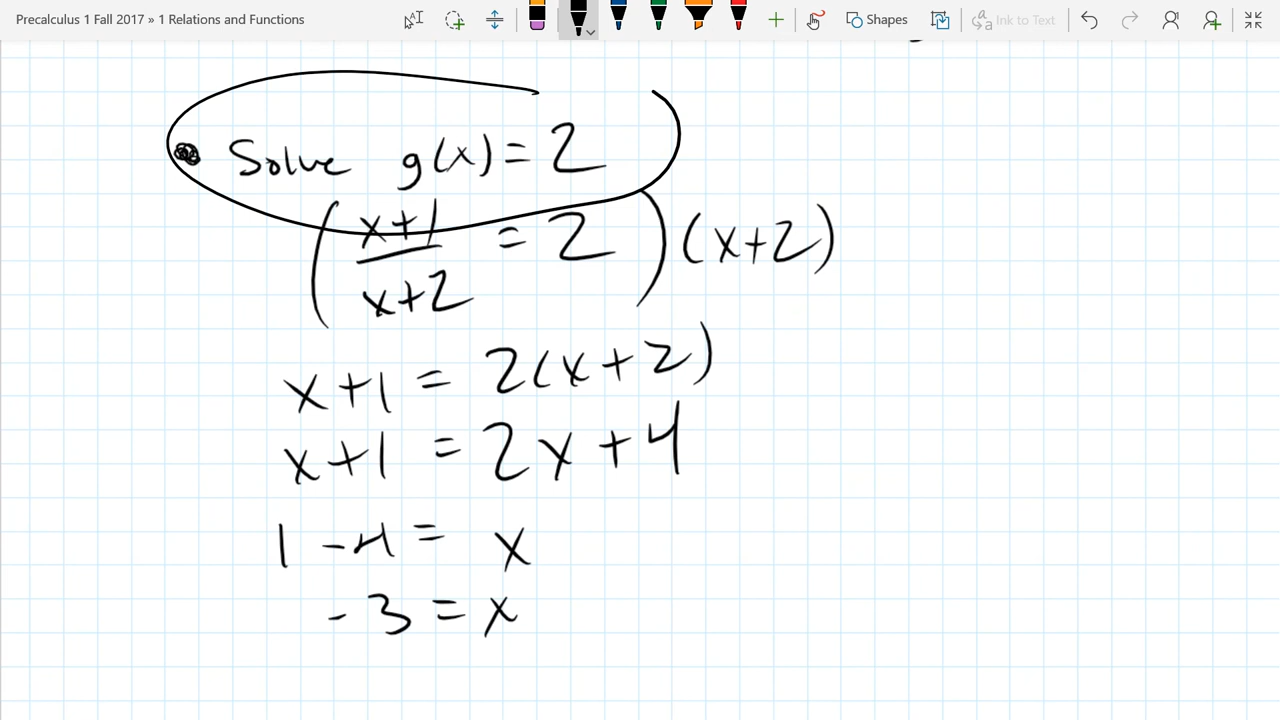 Precalculus 1 Fall 2017 » 1 Relations and Functions
Shapes
Ink to Text
Solve g(x) = 2
(x+1/x+2 = 2)(x+2)
x+1 = 2(x+2)
x+1 = 2x+4
1 -4 = x
-3 = x